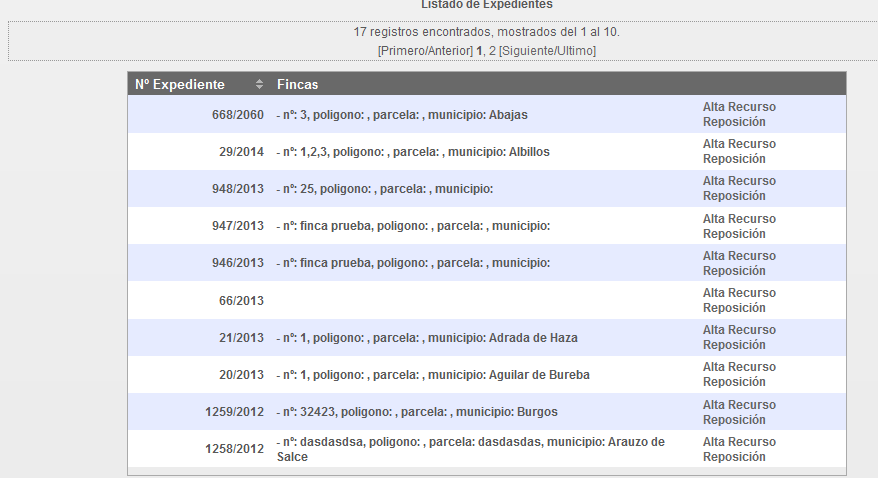 Listado de Expedientes
17 registros encontrados, mostrados del 1 al 10.
[Primero/Anterior] 1, 2 [Siguiente/Ultimo]
Nº Expediente Fincas
668/2060 - nº: 3, poligono: , parcela: , municipio: Abajas Alta Recurso
Reposición
29/2014 - nº: 1,2,3, poligono: , parcela: , municipio: Albillos Alta Recurso
Reposición
948/2013 - nº: 25, poligono: , parcela: , municipio: Alta Recurso
Reposición
947/2013 - nº: finca prueba, poligono: , parcela: , municipio: Alta Recurso
Reposición
946/2013 - nº: finca prueba, poligono: , parcela: , municipio: Alta Recurso
Reposición
66/2013 Alta Recurso
Reposición
21/2013 - nº: 1, poligono: , parcela: , municipio: Adrada de Haza Alta Recurso
Reposición
20/2013 - nº: 1, poligono: , parcela: , municipio: Aguilar de Bureba Alta Recurso
Reposición
1259/2012 - nº: 32423, poligono: , parcela: , municipio: Burgos Alta Recurso
Reposición
1258/2012 - nº: dasdasdsa, poligono: , parcela: dasdasdas, municipio: Arauzo de Alta Recurso
Salce Reposición